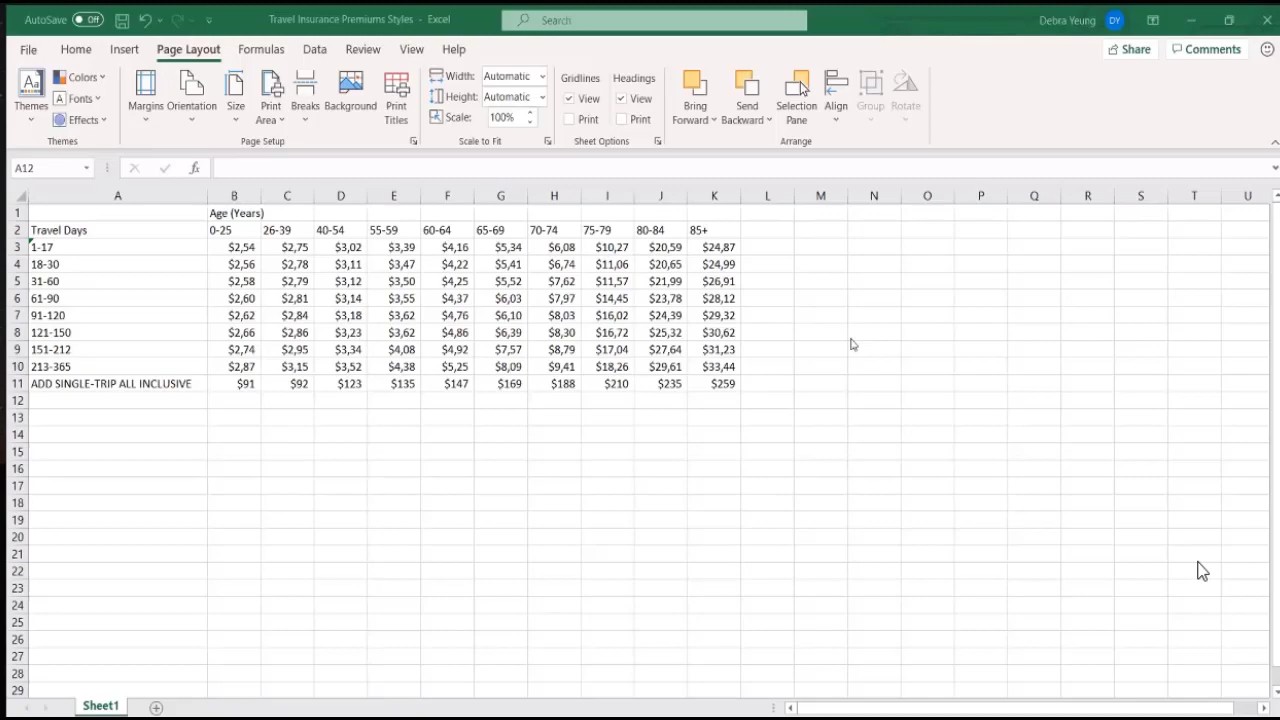 AutoSave Off Travel Insurance Premiums Styles - Excel Search Debra Yeung DY
File Home Insert Page Layout Formulas Data Review View Help Share Comments
Themes Colors Fonts Effects Margins Orientation Size Print Area Breaks Background Print Titles Width: Automatic Height: Automatic Scale: 100% Gridlines View Print Headings View Print Bring Forward Send Backward Selection Pane Align Group Rotate
Themes Page Setup Scale to Fit Sheet Options Arrange
A12 fx
A B C D E F G H I J K L M N O P Q R S T U
1 Age (Years)
2 Travel Days 0-25 26-39 40-54 55-59 60-64 65-69 70-74 75-79 80-84 85+
3 1-17 $2,54 $2,75 $3,02 $3,39 $4,16 $5,34 $6,08 $10,27 $20,59 $24,87
4 18-30 $2,56 $2,78 $3,11 $3,47 $4,22 $5,41 $6,74 $11,06 $20,65 $24,99
5 31-60 $2,58 $2,79 $3,12 $3,50 $4,25 $5,52 $7,62 $11,57 $21,99 $26,91
6 61-90 $2,60 $2,81 $3,14 $3,55 $4,37 $6,03 $7,97 $14,45 $23,78 $28,12
7 91-120 $2,62 $2,84 $3,18 $3,62 $4,76 $6,10 $8,03 $16,02 $24,39 $29,32
8 121-150 $2,66 $2,86 $3,23 $3,62 $4,86 $6,39 $8,30 $16,72 $25,32 $30,62
9 151-212 $2,74 $2,95 $3,34 $4,08 $4,92 $7,57 $8,79 $17,04 $27,64 $31,23
10 213-365 $2,87 $3,15 $3,52 $4,38 $5,25 $8,09 $9,41 $18,26 $29,61 $33,44
11 ADD SINGLE-TRIP ALL INCLUSIVE $91 $92 $123 $135 $147 $169 $188 $210 $235 $259
12
13
14
15
16
17
18
19
20
21
22
23
24
25
26
27
28
29
Sheet1